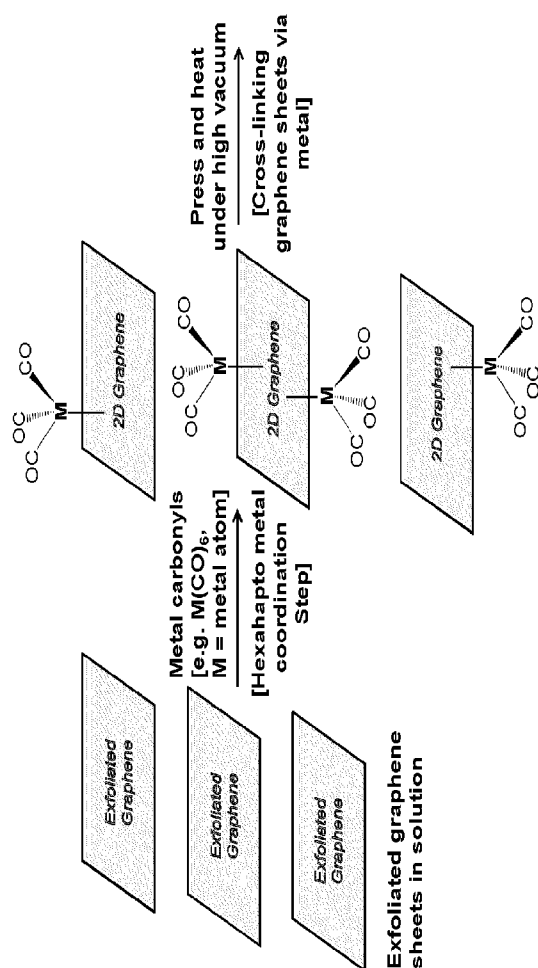 Exfoliated
Graphene
Exfoliated
Graphene
Exfoliated
Graphene
Exfoliated graphene
sheets in solution
Metal carbonyls
[e.g. M(CO)6,
M = metal atom]
[Hexahapto metal
coordination
Step]
OC
OC
CO
M
2D Graphene
OC
OC
CO
M
2D Graphene
M
OC
OC
CO
2D Graphene
M
OC
OC
CO
Press and heat
under high vacuum
[Cross-linking
graphene sheets via
metal]